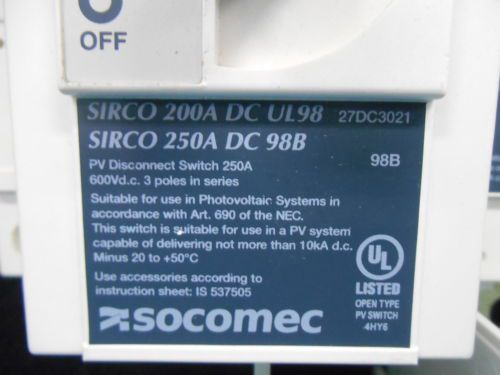 OFF
SIRCO 200A DC UL98 27DC3021
SIRCO 250A DC 98B
PV Disconnect Switch 250A 98B
600Vd.c. 3 poles in series
Suitable for use in Photovoltaic Systems in
accordance with Art. 690 of the NEC.
This switch is suitable for use in a PV system
capable of delivering not more than 10kA d.c.
Minus 20 to +50°C
Use accessories according to
instruction sheet: IS 537505
socomec
UL
LISTED
OPEN TYPE
PV SWITCH
4HY6